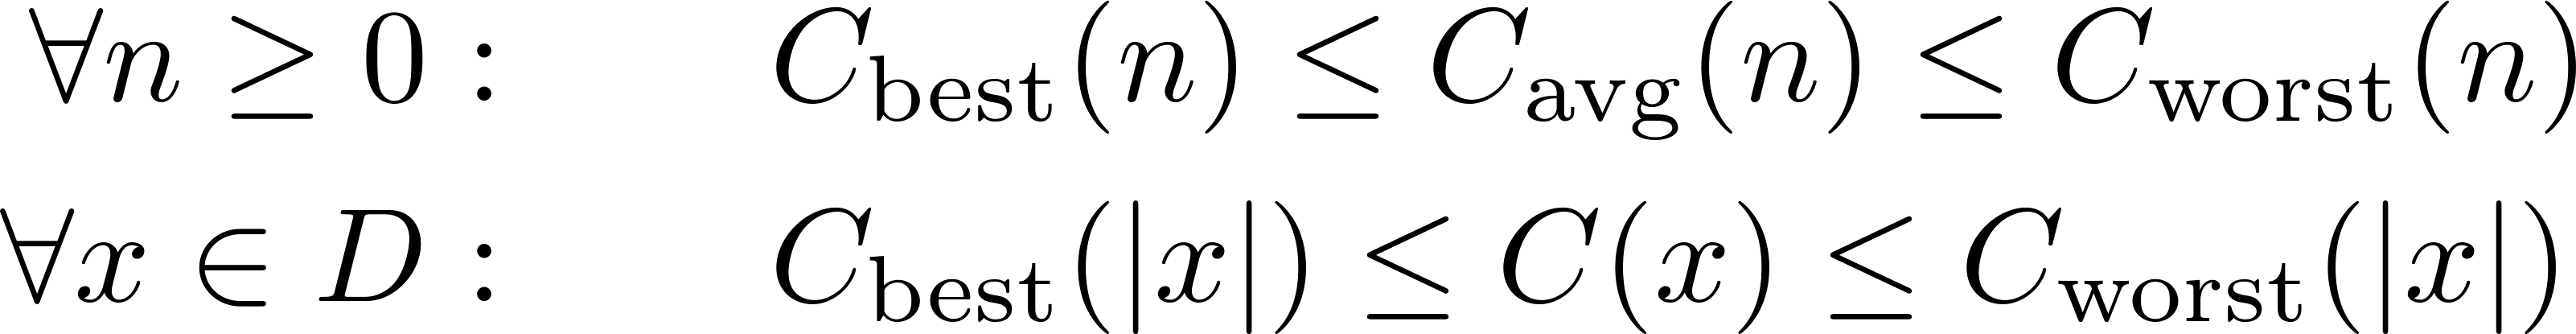 ∀n ≥ 0 : C_best(n) ≤ C_avg(n) ≤ C_worst(n)
∀x ∈ D : C_best(|x|) ≤ C(x) ≤ C_worst(|x|)